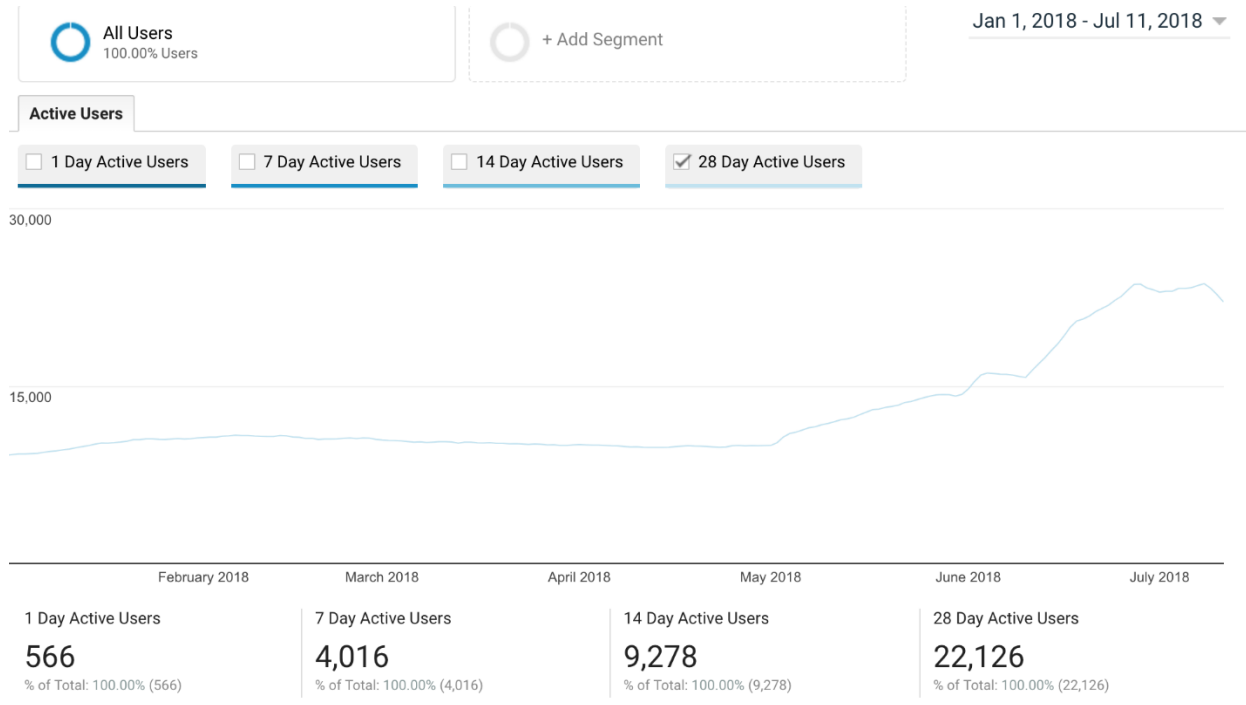 All Users
100.00% Users
+ Add Segment
Jan 1, 2018 - Jul 11, 2018
Active Users
1 Day Active Users
7 Day Active Users
14 Day Active Users
28 Day Active Users
30,000
15,000
February 2018
March 2018
April 2018
May 2018
June 2018
July 2018
1 Day Active Users
566
% of Total: 100.00% (566)
7 Day Active Users
4,016
% of Total: 100.00% (4,016)
14 Day Active Users
9,278
% of Total: 100.00% (9,278)
28 Day Active Users
22,126
% of Total: 100.00% (22,126)